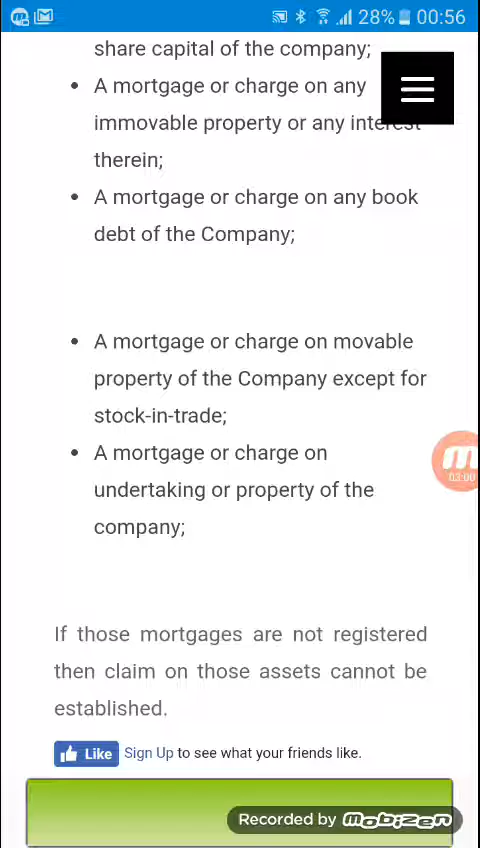 28% 00:56
share capital of the company;
• A mortgage or charge on any
immovable property or any interest
therein;
• A mortgage or charge on any book
debt of the Company;
• A mortgage or charge on movable
property of the Company except for
stock-in-trade;
• A mortgage or charge on
undertaking or property of the
company;
03:00
If those mortgages are not registered
then claim on those assets cannot be
established.
Like Sign Up to see what your friends like.
Recorded by mobizen